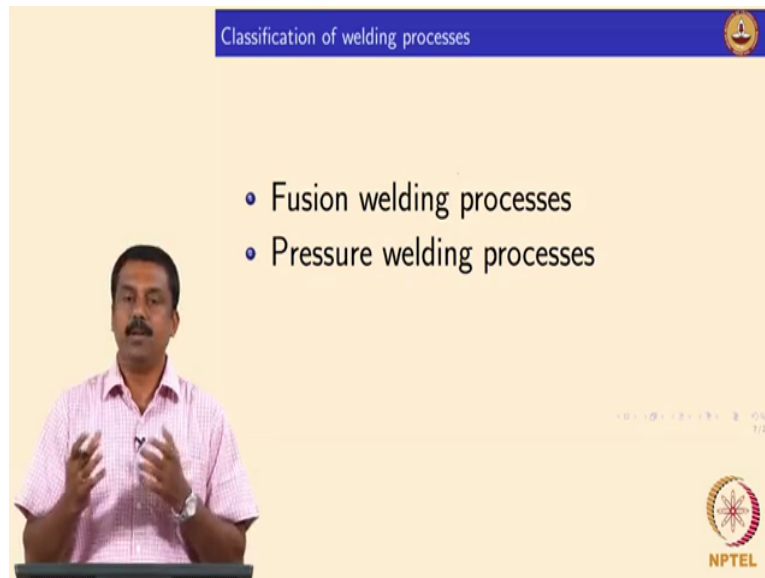 Classification of welding processes
Fusion welding processes
Pressure welding processes
NPTEL